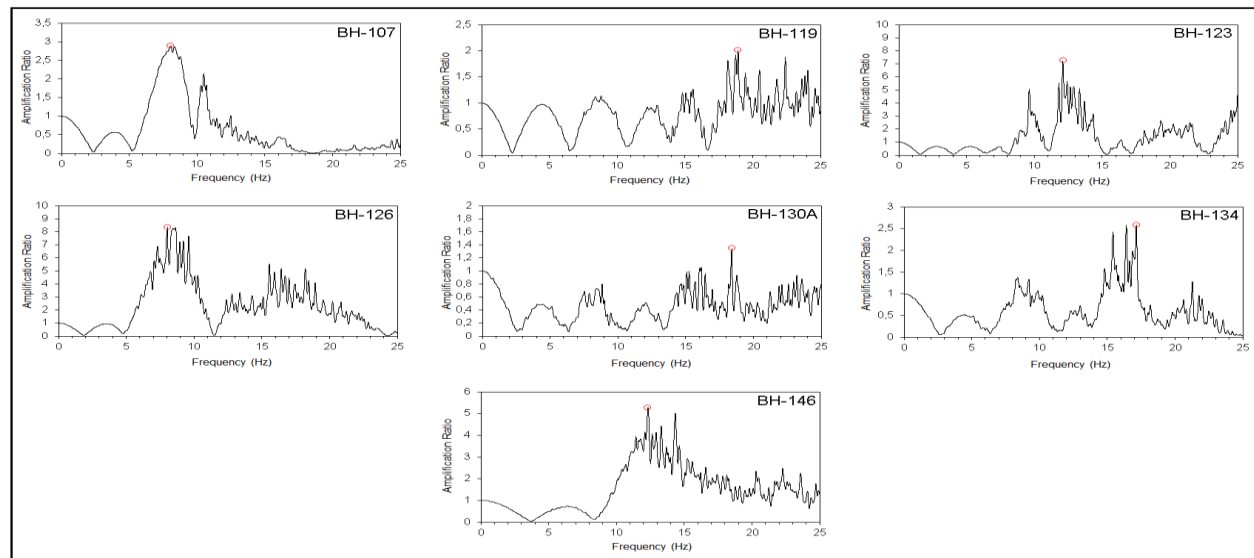 BH-107
Amplification Ratio
3,5
3
2,5
2
1,5
1
0,5
0
0 5 10 15 20 25
Frequency (Hz)
BH-119
Amplification Ratio
2,5
2
1,5
1
0,5
0
0 5 10 15 20 25
Frequency (Hz)
BH-123
Amplification Ratio
10
9
8
7
6
5
4
3
2
1
0
0 5 10 15 20 25
Frequency (Hz)
BH-126
Amplification Ratio
10
9
8
7
6
5
4
3
2
1
0
0 5 10 15 20 25
Frequency (Hz)
BH-130A
Amplification Ratio
2
1,8
1,6
1,4
1,2
1
0,8
0,6
0,4
0,2
0
0 5 10 15 20 25
Frequency (Hz)
BH-134
Amplification Ratio
3
2,5
2
1,5
1
0,5
0
0 5 10 15 20 25
Frequency (Hz)
BH-146
Amplification Ratio
6
5
4
3
2
1
0
0 5 10 15 20 25
Frequency (Hz)